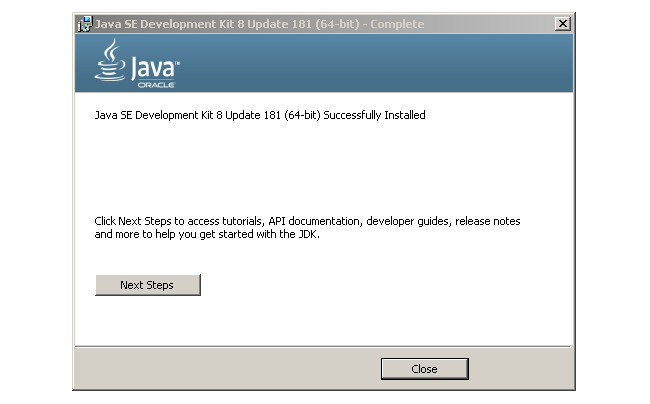 Java SE Development Kit 8 Update 181 (64-bit) - Complete
Java™
ORACLE
Java SE Development Kit 8 Update 181 (64-bit) Successfully Installed
Click Next Steps to access tutorials, API documentation, developer guides, release notes
and more to help you get started with the JDK.
Next Steps
Close